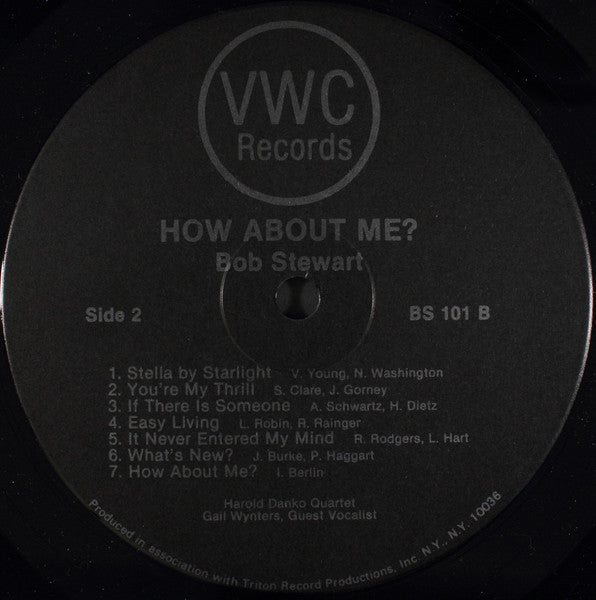 VWC
Records
HOW ABOUT ME?
Bob Stewart
Side 2 BS 101 B
1. Stella by Starlight V. Young, N. Washington
2. You're My Thrill S. Clare, J. Gorney
3. If There Is Someone A. Schwartz, H. Dietz
4. Easy Living L. Robin, R. Rainger
5. It Never Entered My Mind R. Rodgers, L. Hart
6. What's New? J. Burke, P. Haggart
7. How About Me? I. Berlin
Harold Danko Quartet
Gail Wynters, Guest Vocalist
Produced in association with Triton Record Productions, Inc N.Y., N.Y. 10036